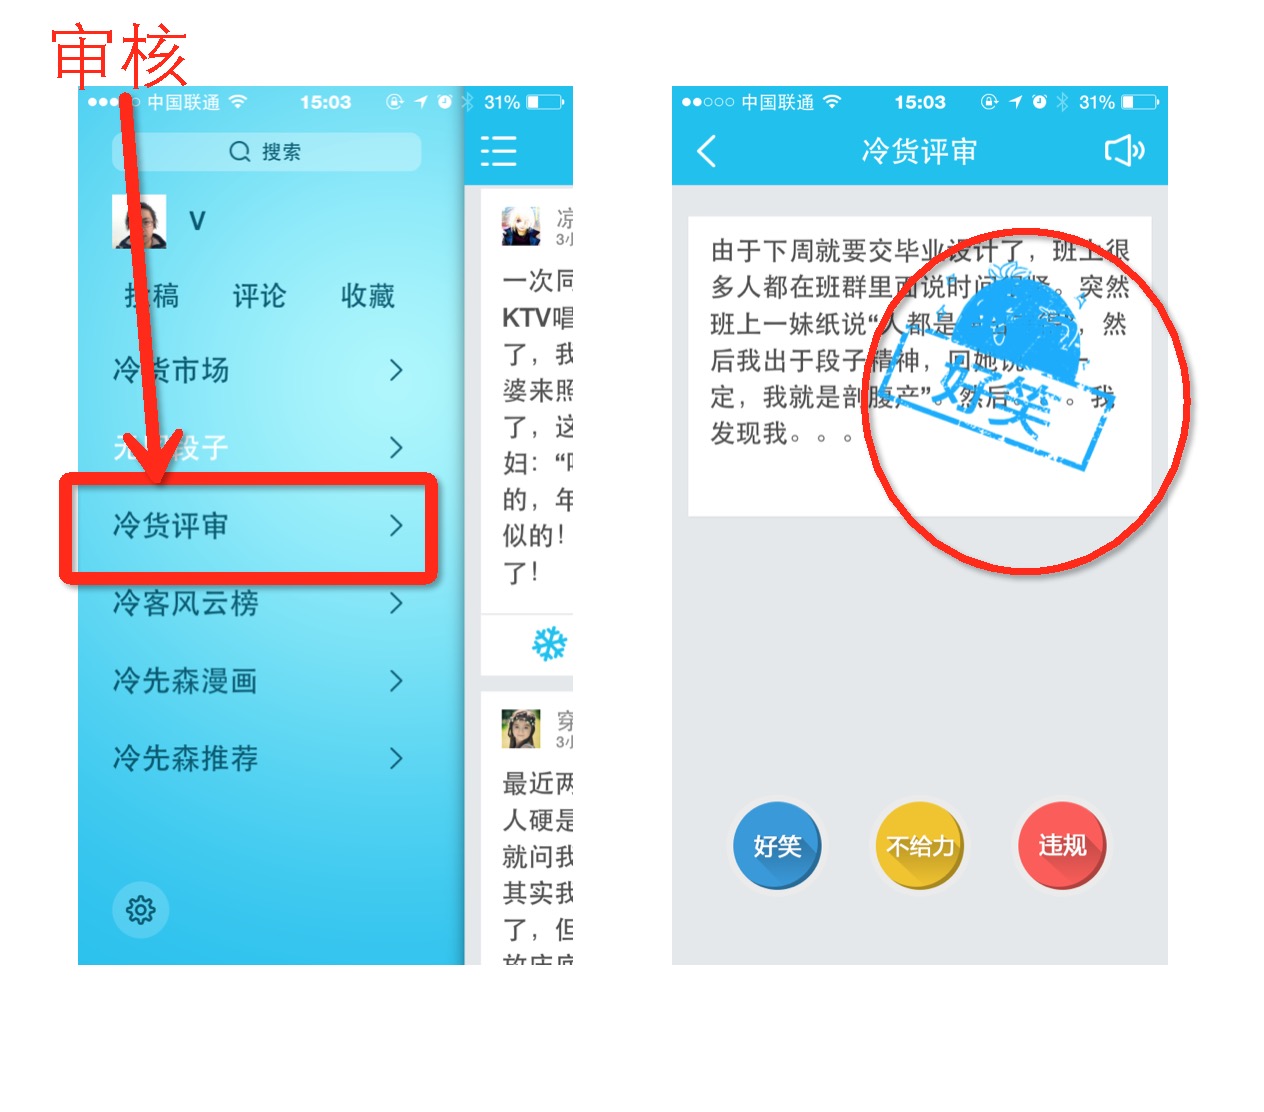 审核
中国联通 15:03 31%
搜索
V
投稿 评论 收藏
冷货市场
段子
冷货评审
冷客风云榜
冷先森漫画
冷先森推荐
凉
3小
一次同
KTV唱
了，我
婆来照
了，这
妇：“
的，年
似的！
了！
穿
3小
最近两
人硬是
就问我
其实我
了，但
中国联通 15:03 31%
冷货评审
由于下周就要交毕业设计了，班上很
多人都在班群里面说时间 。突然
班上一妹纸说“人都是 ，然
后我出于段子精神，回她说 一
定，我就是剖腹产”。然后。 。我
发现我。。。
好笑
好笑 不给力 违规